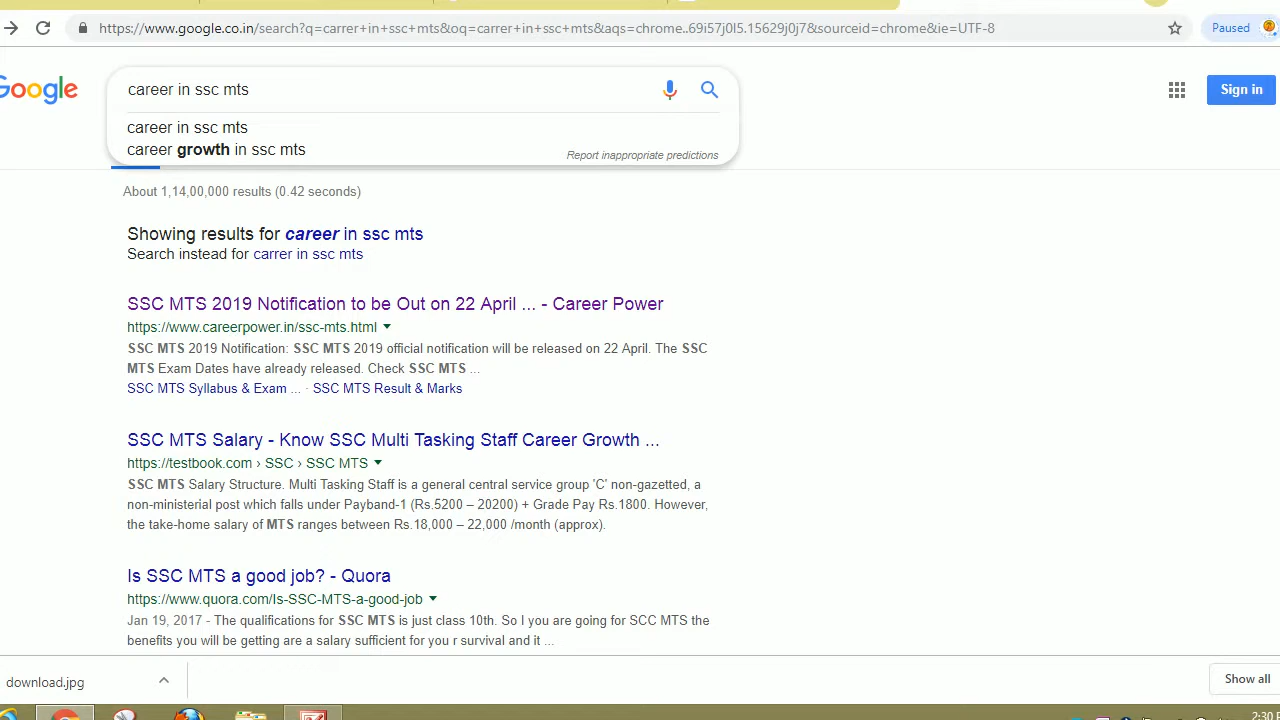 https://www.google.co.in/search?q=carrer+in+ssc+mts&oq=carrer+in+ssc+mts&aqs=chrome..69i57j0l5.15629j0j7&sourceid=chrome&ie=UTF-8
Paused
Google
career in ssc mts
Sign in
career in ssc mts
career growth in ssc mts
Report inappropriate predictions
About 1,14,00,000 results (0.42 seconds)
Showing results for career in ssc mts
Search instead for carrer in ssc mts
SSC MTS 2019 Notification to be Out on 22 April ... - Career Power
https://www.careerpower.in/ssc-mts.html
SSC MTS 2019 Notification: SSC MTS 2019 official notification will be released on 22 April. The SSC
MTS Exam Dates have already released. Check SSC MTS ...
SSC MTS Syllabus & Exam ... · SSC MTS Result & Marks
SSC MTS Salary - Know SSC Multi Tasking Staff Career Growth ...
https://testbook.com › SSC › SSC MTS
SSC MTS Salary Structure. Multi Tasking Staff is a general central service group 'C' non-gazetted, a
non-ministerial post which falls under Payband-1 (Rs.5200 – 20200) + Grade Pay Rs.1800. However,
the take-home salary of MTS ranges between Rs.18,000 – 22,000 /month (approx).
Is SSC MTS a good job? - Quora
https://www.quora.com/Is-SSC-MTS-a-good-job
Jan 19, 2017 - The qualifications for SSC MTS is just class 10th. So I you are going for SCC MTS the
benefits you will be getting are a salary sufficient for you r survival and it ...
download.jpg
Show all
2:30